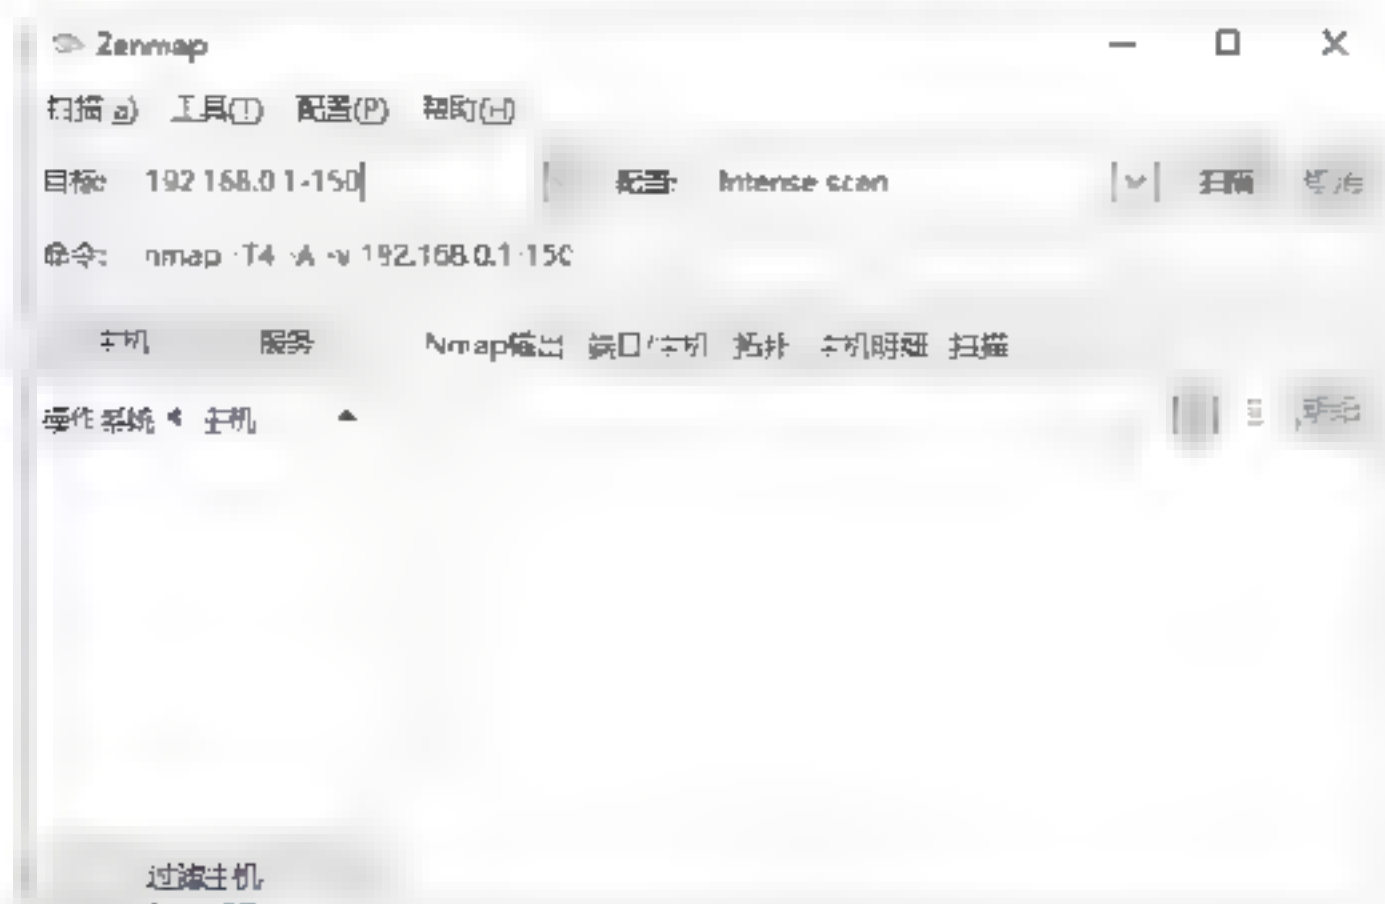 Zenmap
扫描 工具(T) 配置(P) 帮助(H)
目标: 192.168.0.1-150 配置: Intense scan 扫描
命令: nmap -T4 -A -v 192.168.0.1-150
主机 服务 Nmap输出 端口/主机 拓扑 主机明细 扫描
操作系统 主机
过滤主机